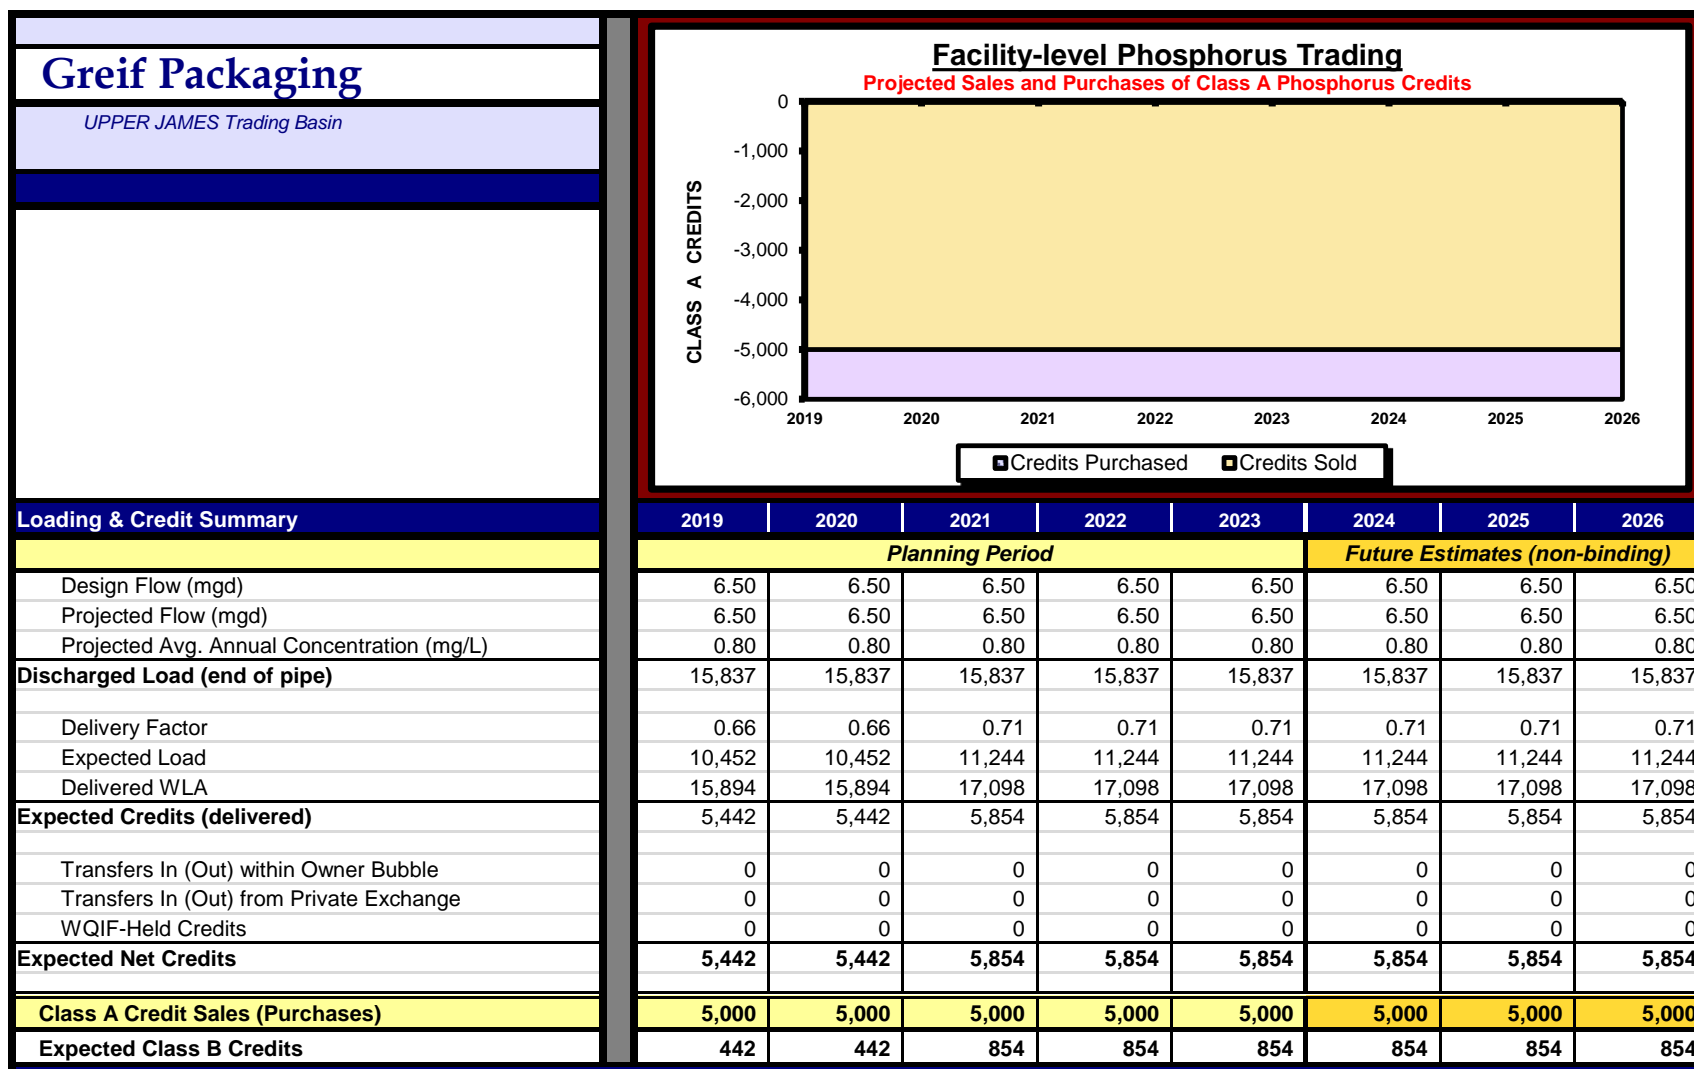 Greif Packaging
UPPER JAMES Trading Basin
Facility-level Phosphorus Trading
Projected Sales and Purchases of Class A Phosphorus Credits
CLASS A CREDITS
0
-1,000
-2,000
-3,000
-4,000
-5,000
-6,000
2019 2020 2021 2022 2023 2024 2025 2026
Credits Purchased Credits Sold
Loading & Credit Summary 2019 2020 2021 2022 2023 2024 2025 2026
Planning Period Future Estimates (non-binding)
Design Flow (mgd) 6.50 6.50 6.50 6.50 6.50 6.50 6.50 6.50
Projected Flow (mgd) 6.50 6.50 6.50 6.50 6.50 6.50 6.50 6.50
Projected Avg. Annual Concentration (mg/L) 0.80 0.80 0.80 0.80 0.80 0.80 0.80 0.80
Discharged Load (end of pipe) 15,837 15,837 15,837 15,837 15,837 15,837 15,837 15,837
Delivery Factor 0.66 0.66 0.71 0.71 0.71 0.71 0.71 0.71
Expected Load 10,452 10,452 11,244 11,244 11,244 11,244 11,244 11,244
Delivered WLA 15,894 15,894 17,098 17,098 17,098 17,098 17,098 17,098
Expected Credits (delivered) 5,442 5,442 5,854 5,854 5,854 5,854 5,854 5,854
Transfers In (Out) within Owner Bubble 0 0 0 0 0 0 0 0
Transfers In (Out) from Private Exchange 0 0 0 0 0 0 0 0
WQIF-Held Credits 0 0 0 0 0 0 0 0
Expected Net Credits 5,442 5,442 5,854 5,854 5,854 5,854 5,854 5,854
Class A Credit Sales (Purchases) 5,000 5,000 5,000 5,000 5,000 5,000 5,000 5,000
Expected Class B Credits 442 442 854 854 854 854 854 854